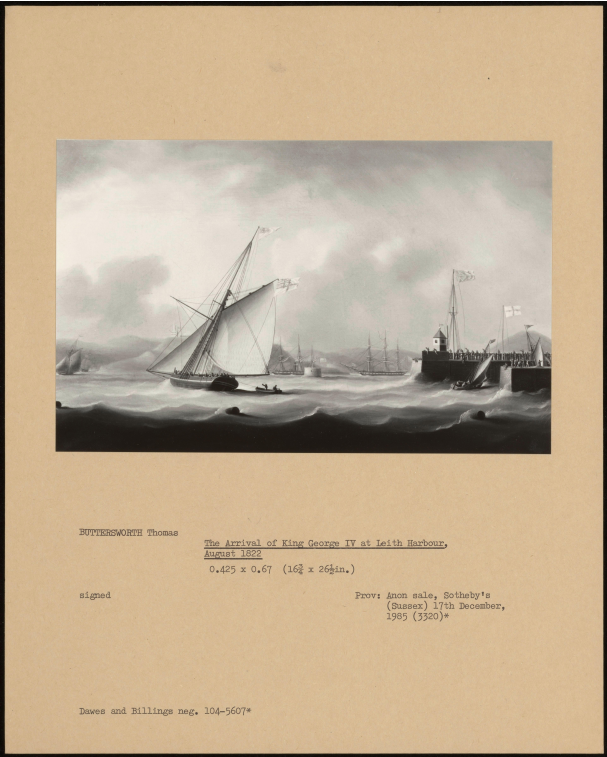 BUTTERSWORTH Thomas
The Arrival of King George IV at Leith Harbour,
August 1822
0.425 x 0.67 (16¾ x 26½in.)
signed
Prov: Anon sale, Sotheby's
(Sussex) 17th December,
1985 (3320)*
Dawes and Billings neg. 104-5607*